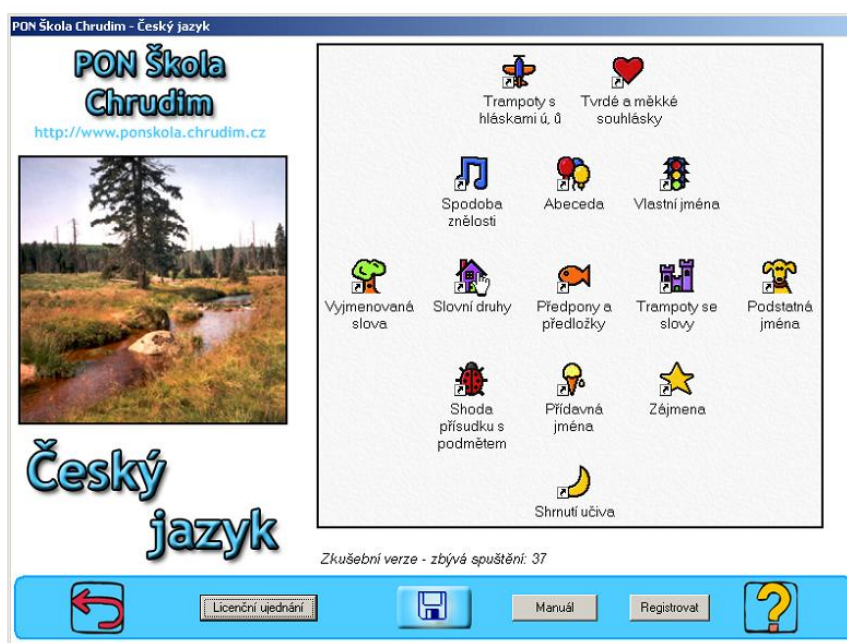 PON Škola Chrudim - Český jazyk
PON Škola
Chrudim
http://www.ponskola.chrudim.cz
Trampoty s
hláskami ú, ů
Tvrdé a měkké
souhlásky
Spodoba
znělosti
Abeceda
Vlastní jména
Vyjmenovaná
slova
Slovní druhy
Předpony a
předložky
Trampoty se
slovy
Podstatná
jména
Shoda
přísudku s
podmětem
Přídavná
jména
Zájmena
Shrnutí učiva
Český
jazyk
Zkušební verze - zbývá spuštění: 37
Licenční ujednání
Manuál
Registrovat